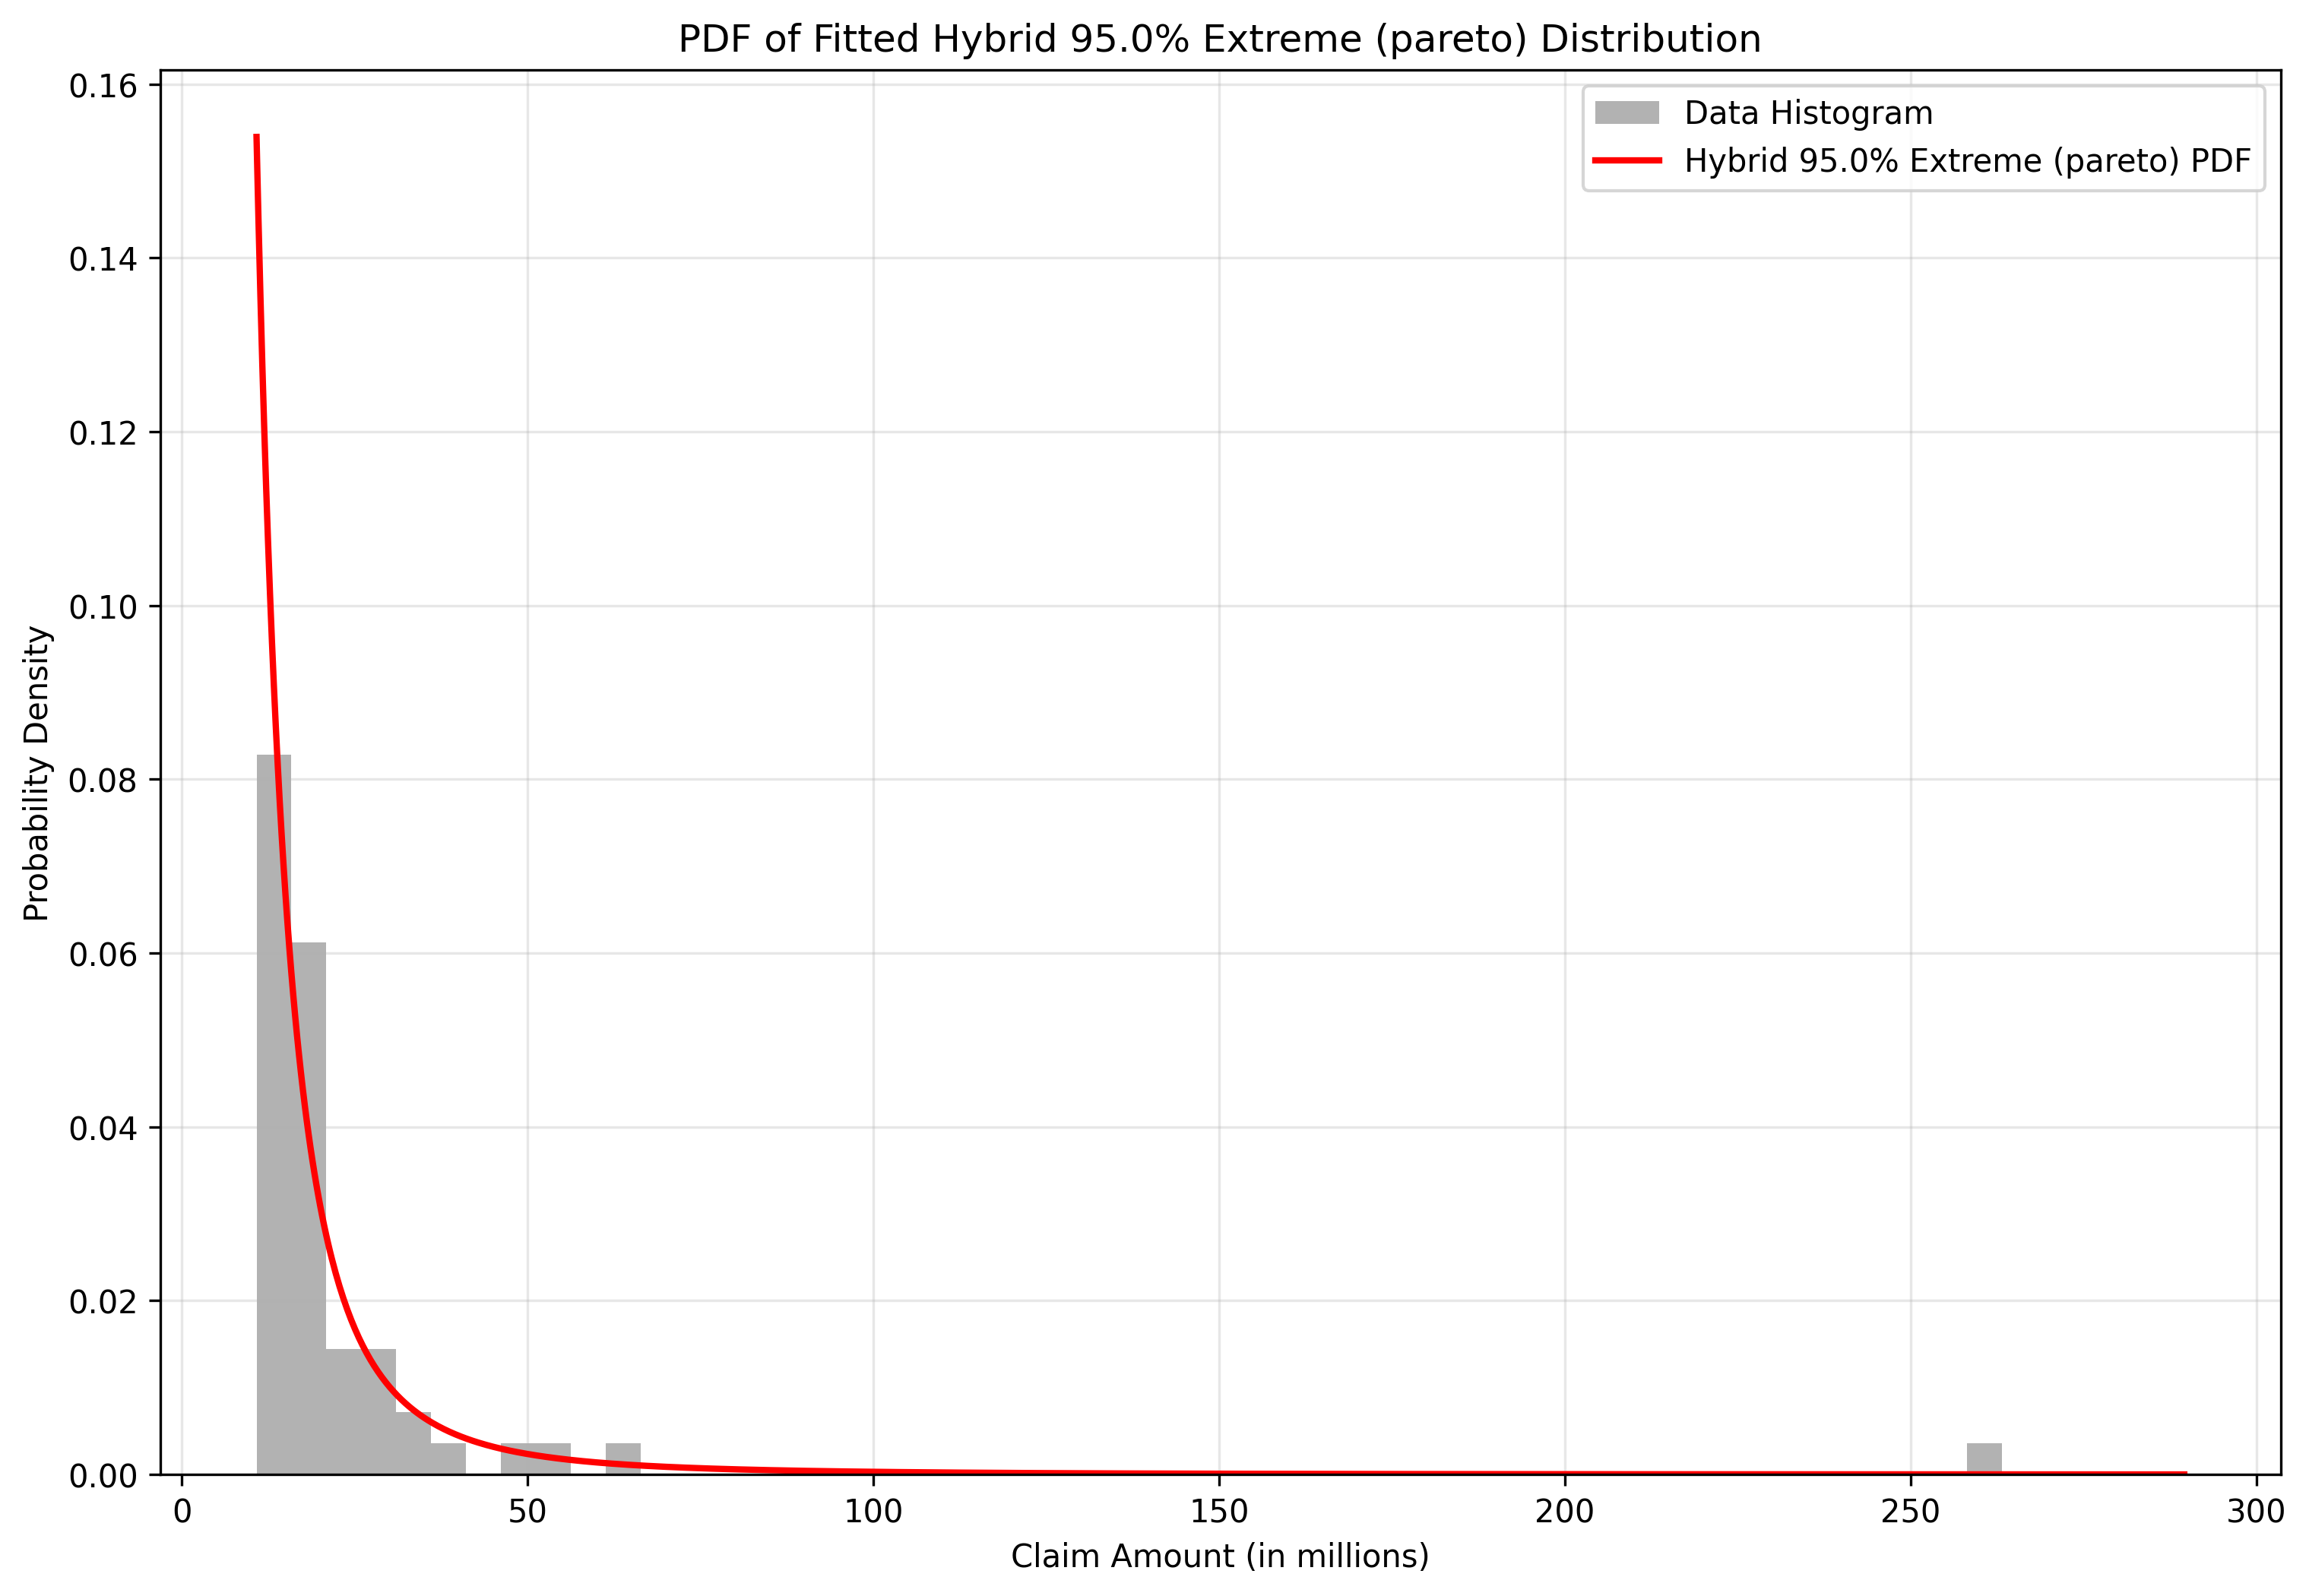 PDF of Fitted Hybrid 95.0% Extreme (pareto) Distribution
Data Histogram
Hybrid 95.0% Extreme (pareto) PDF
Probability Density
0.16
0.14
0.12
0.10
0.08
0.06
0.04
0.02
0.00
0 50 100 150 200 250 300
Claim Amount (in millions)